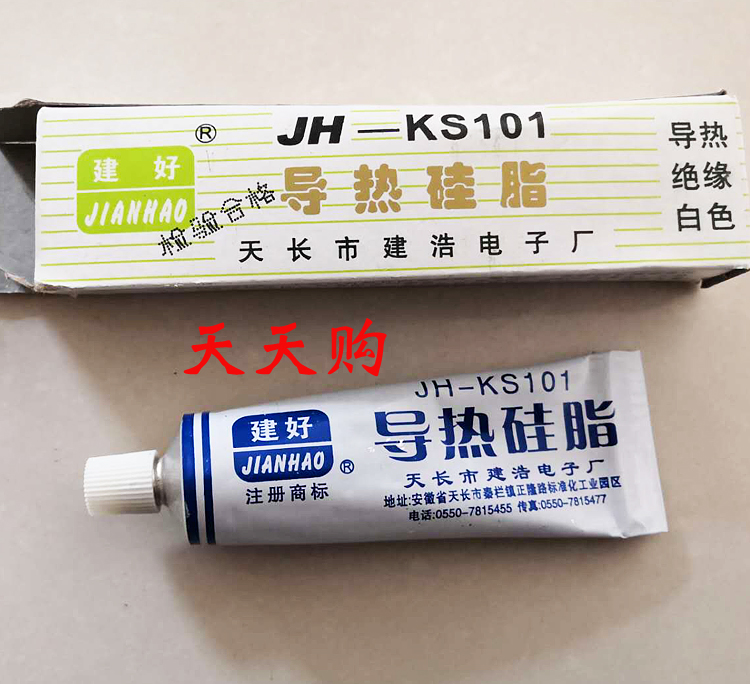 建好
JIANHAO
®
JH—KS101
导热硅脂
检验合格
天长市建浩电子厂
导热
绝缘
白色
天天购
建好
JIANHAO
®
注册商标
JH-KS101
导热硅脂
天长市建浩电子厂
地址:安徽省天长市秦栏镇正隆路标准化工业园区
电话:0550-7815455 传真:0550-7815477